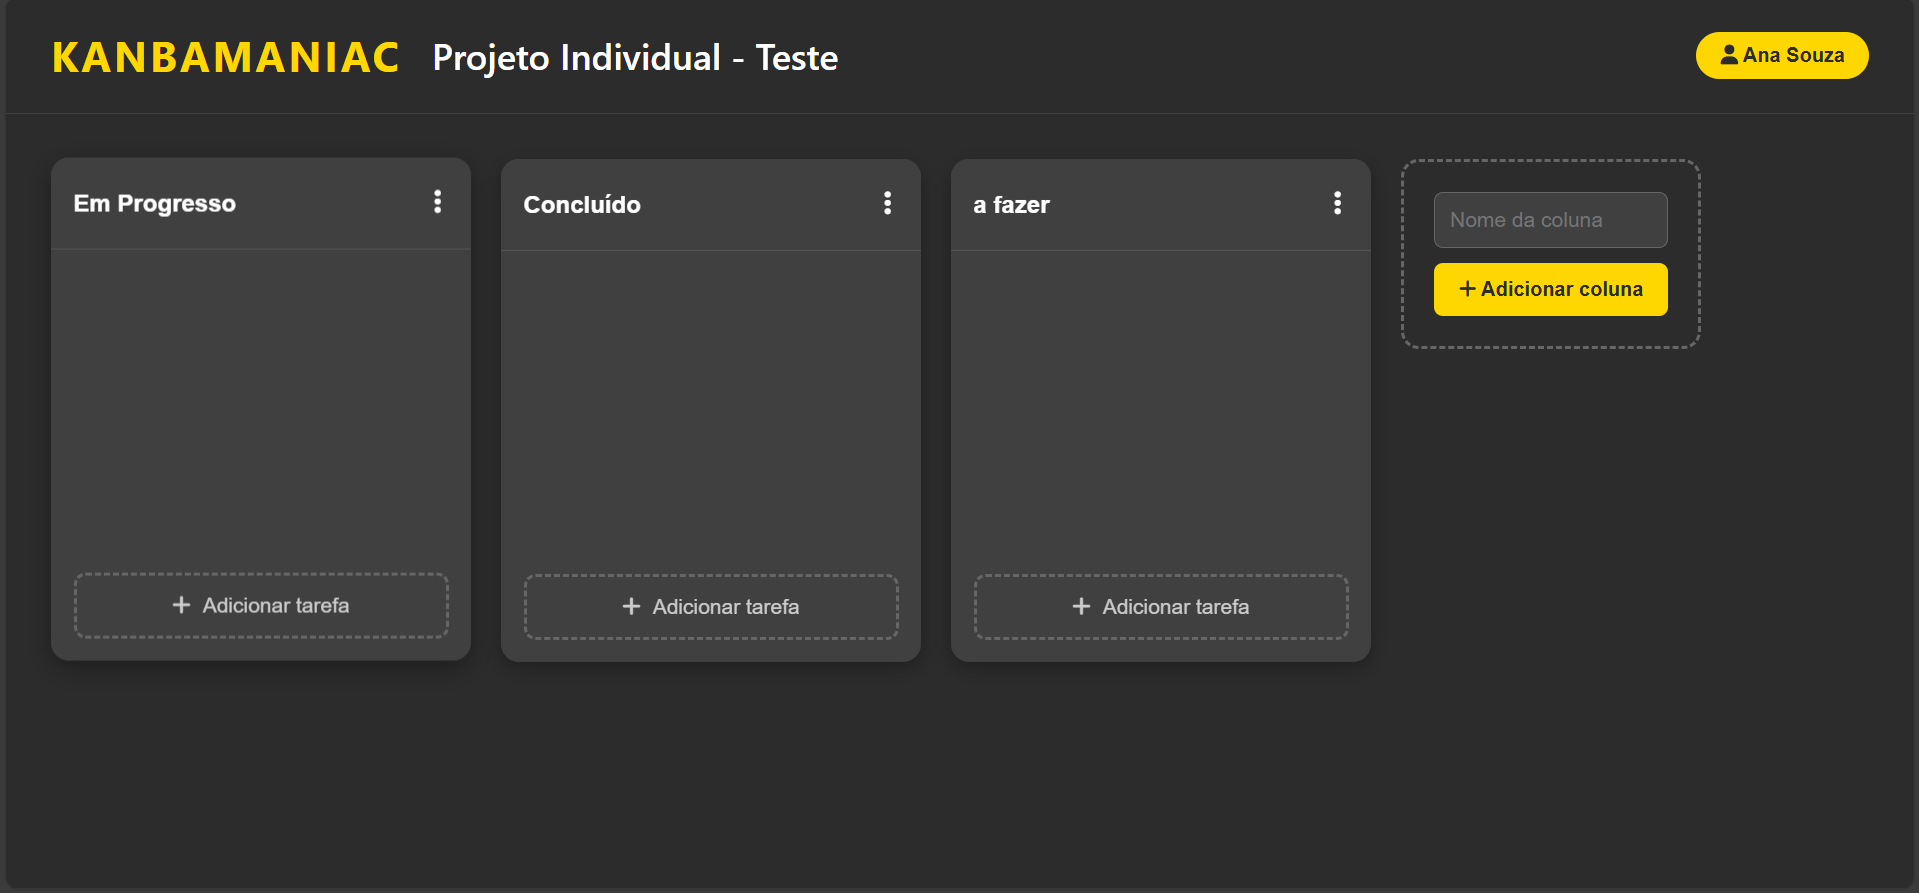 KANBAMANIAC Projeto Individual - Teste
Ana Souza
Em Progresso
Adicionar tarefa
Concluído
Adicionar tarefa
a fazer
Adicionar tarefa
Nome da coluna
+ Adicionar coluna